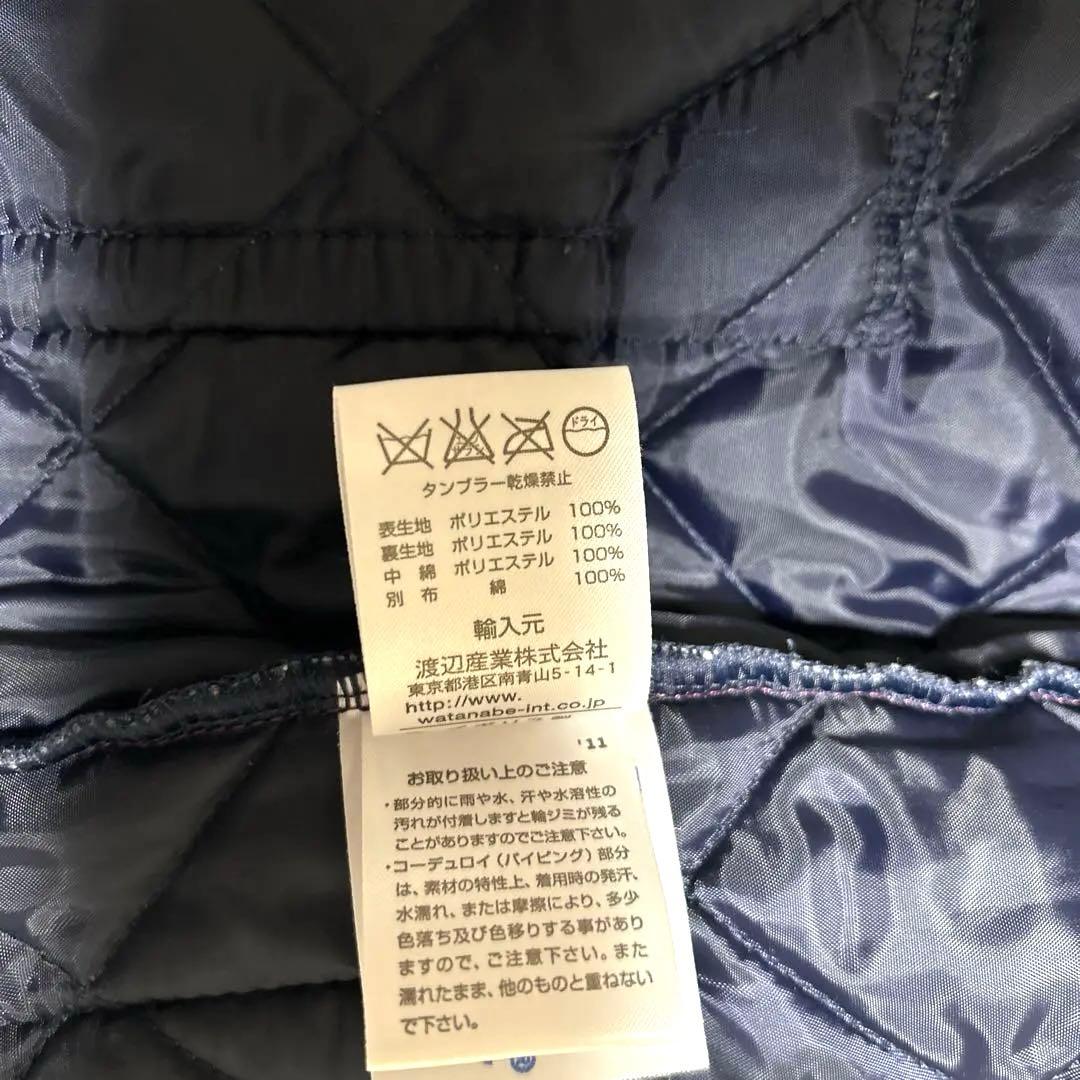 ドライ
タンブラー乾燥禁止
表生地 ポリエステル 100%
裏生地 ポリエステル 100%
中 綿 ポリエステル 100%
別 布 綿 100%
輸入元
渡辺産業株式会社
東京都港区南青山5-14-1
http://www.
watanabe-int.co.jp
'11
お取り扱い上のご注意
・部分的に雨や水、汗や水溶性の
汚れが付着しますと輪ジミが残る
ことがありますのでご注意下さい。
・コーデュロイ(パイピング)部分
は、素材の特性上、着用時の発汗、
水濡れ、または摩擦により、多少
色落ち及び色移りする事があり
ますので、ご注意下さい。また
濡れたまま、他のものと重ねない
で下さい。